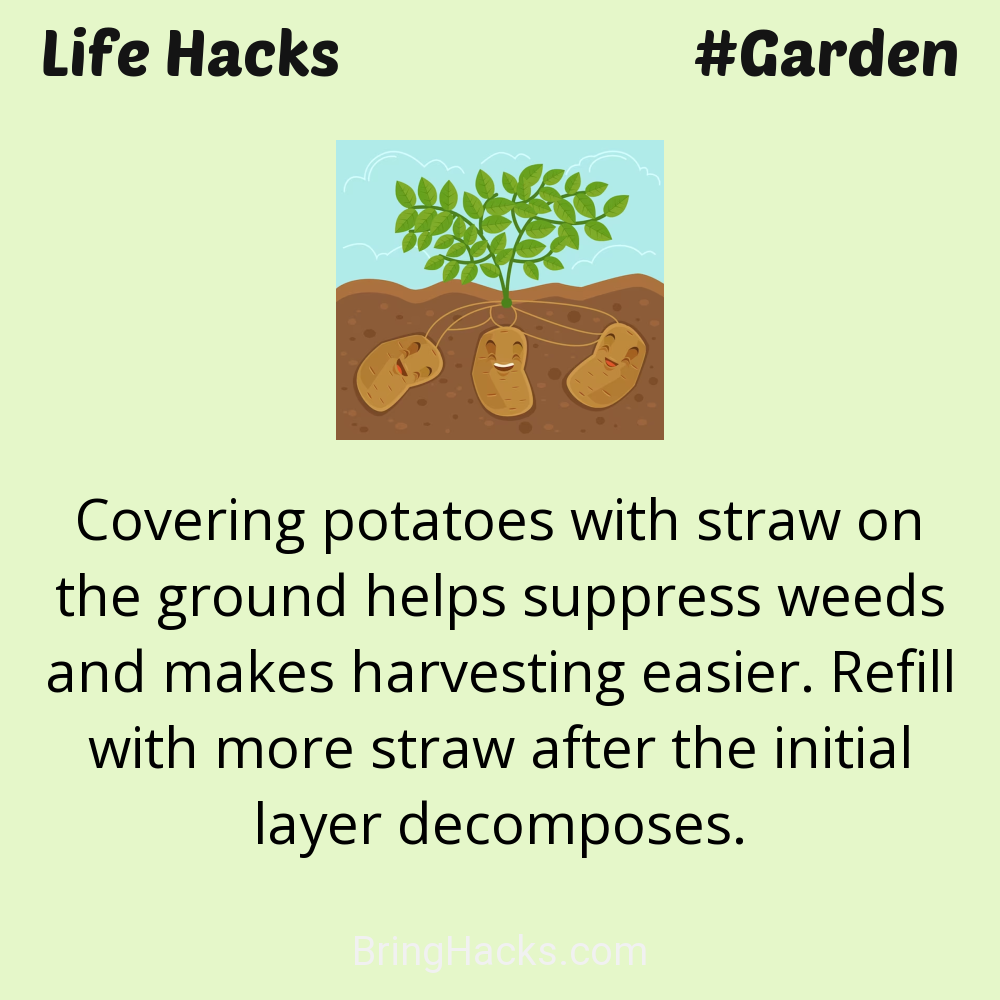 Life Hacks #Garden
Covering potatoes with straw on
the ground helps suppress weeds
and makes harvesting easier. Refill
with more straw after the initial
layer decomposes.
BringHacks.com